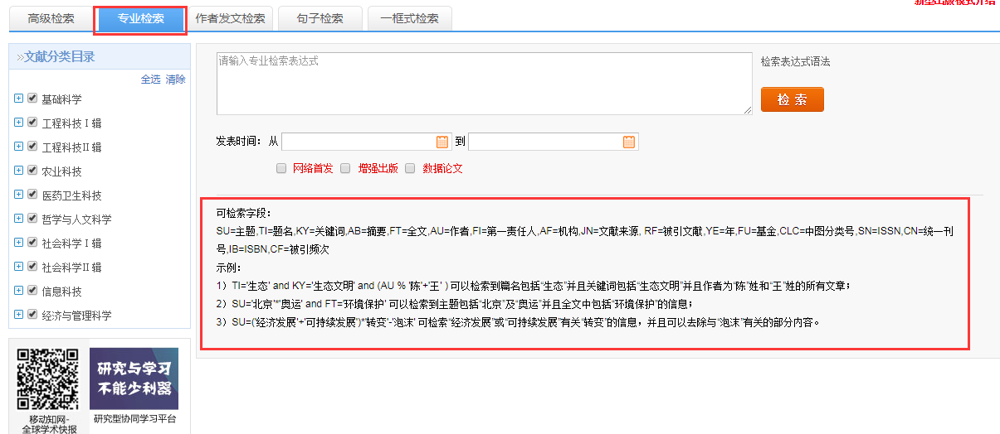 新型出版模式介绍
高级检索 专业检索 作者发文检索 句子检索 一框式检索
文献分类目录
全选 清除
基础科学
工程科技Ⅰ辑
工程科技II 辑
农业科技
医药卫生科技
哲学与人文科学
社会科学Ⅰ辑
社会科学II 辑
信息科技
经济与管理科学
请输入专业检索表达式
检索表达式语法
检 索
发表时间：从 到
网络首发 增强出版 数据论文
可检索字段：
SU=主题,TI=题名,KY=关键词,AB=摘要,FT=全文,AU=作者,FI=第一责任人,AF=机构,JN=文献来源, RF=被引文献,YE=年,FU=基金,CLC=中图分类号,SN=ISSN,CN=统一刊
号,IB=ISBN,CF=被引频次
示例：
1）TI='生态' and KY='生态文明' and (AU % '陈'+'王' ) 可以检索到篇名包括“生态”并且关键词包括“生态文明”并且作者为“陈”姓和“王”姓的所有文章；
2）SU='北京'*'奥运' and FT='环境保护' 可以检索到主题包括“北京”及“奥运”并且全文中包括“环境保护”的信息；
3）SU=('经济发展'+'可持续发展')*'转变'-'泡沫' 可检索“经济发展”或“可持续发展”有关“转变”的信息，并且可以去除与“泡沫”有关的部分内容。
研究与学习
不能少利器
移动知网-
全球学术快报
研究型协同学习平台